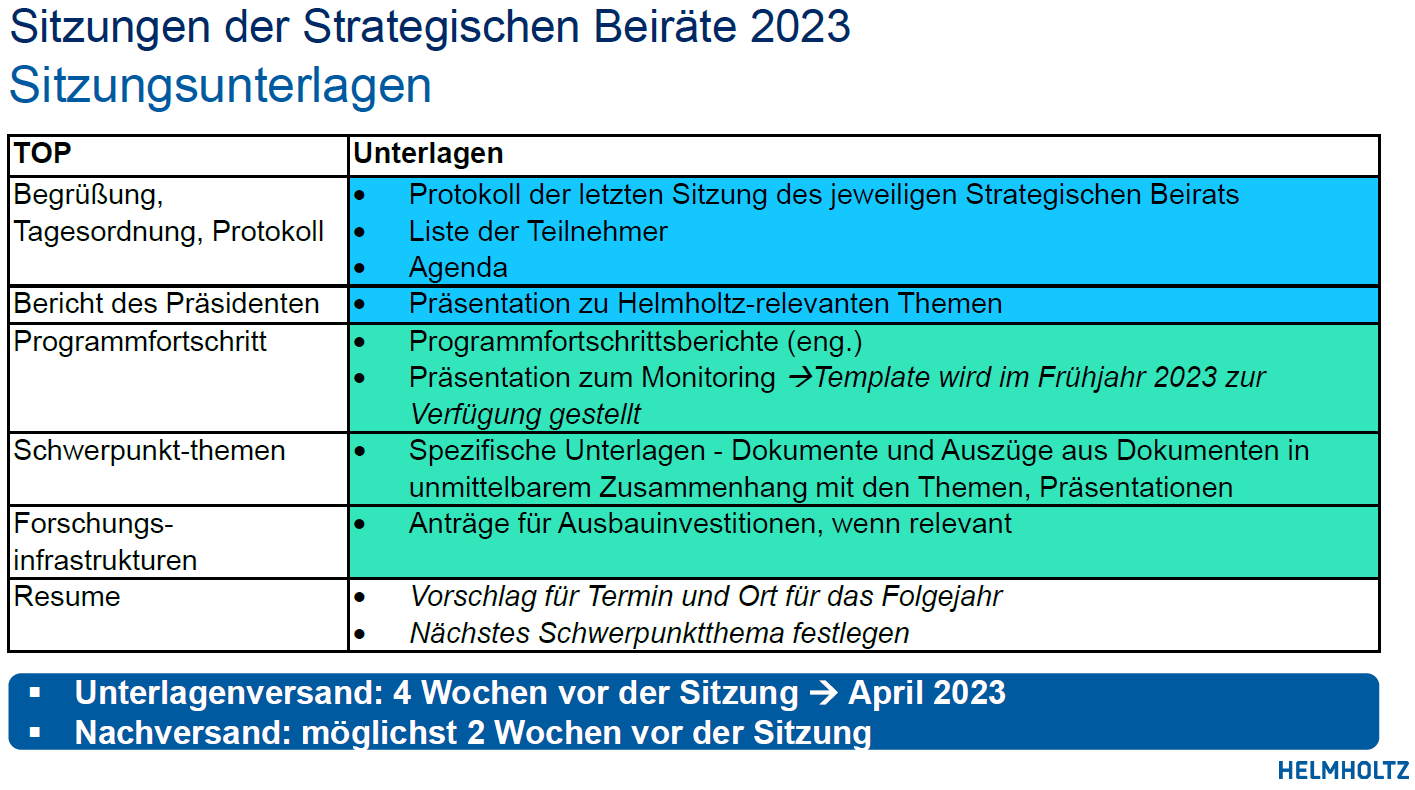 Sitzungen der Strategischen Beiräte 2023
Sitzungsunterlagen
TOP
Unterlagen
Begrüßung,
Tagesordnung, Protokoll
• Protokoll der letzten Sitzung des jeweiligen Strategischen Beirats
• Liste der Teilnehmer
• Agenda
Bericht des Präsidenten
• Präsentation zu Helmholtz-relevanten Themen
Programmfortschritt
• Programmfortschrittsberichte (eng.)
• Präsentation zum Monitoring →Template wird im Frühjahr 2023 zur
Verfügung gestellt
Schwerpunkt-themen
• Spezifische Unterlagen - Dokumente und Auszüge aus Dokumenten in
unmittelbarem Zusammenhang mit den Themen, Präsentationen
Forschungs-
infrastrukturen
• Anträge für Ausbauinvestitionen, wenn relevant
Resume
• Vorschlag für Termin und Ort für das Folgejahr
• Nächstes Schwerpunktthema festlegen
▪ Unterlagenversand: 4 Wochen vor der Sitzung → April 2023
▪ Nachversand: möglichst 2 Wochen vor der Sitzung
HELMHOLTZ